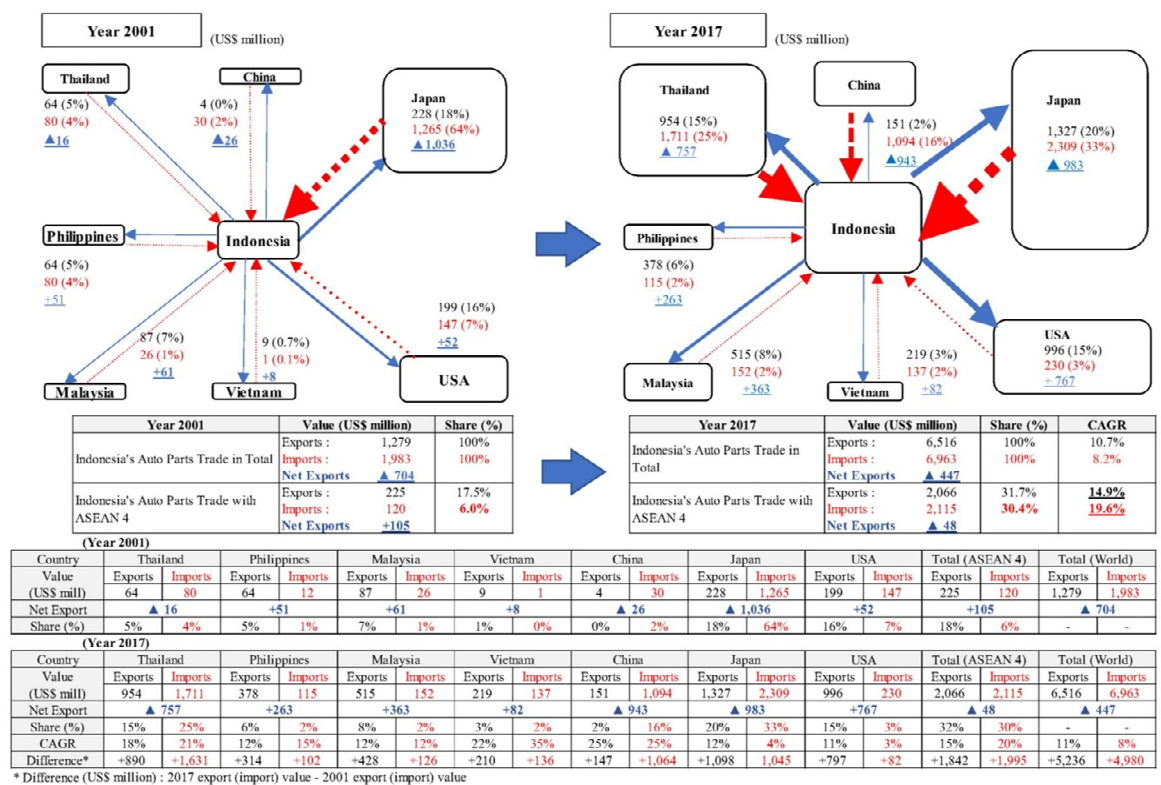 Year 2001
(US$ million)
Thailand
64 (5%)
80 (4%)
▲16
China
4 (0%)
30 (2%)
▲26
Japan
228 (18%)
1,265 (64%)
▲1,036
Philippines
64 (5%)
80 (4%)
+51
Indonesia
87 (7%)
26 (1%)
+61
Malaysia
9 (0.7%)
1 (0.1%)
+8
Vietnam
199 (16%)
147 (7%)
+52
USA
Year 2017
(US$ million)
Thailand
954 (15%)
1,711 (25%)
▲ 757
China
151 (2%)
1,094 (16%)
▲943
Japan
1,327 (20%)
2,309 (33%)
▲ 983
Philippines
378 (6%)
115 (2%)
+263
Indonesia
515 (8%)
152 (2%)
+363
Malaysia
219 (3%)
137 (2%)
+82
Vietnam
USA
996 (15%)
230 (3%)
+ 767
Year 2001 Value (US$ million) Share (%)
Indonesia's Auto Parts Trade in Total
Exports : 1,279 100%
Imports : 1,983 100%
Net Exports ▲ 704
Indonesia's Auto Parts Trade with ASEAN 4
Exports : 225 17.5%
Imports : 120 6.0%
Net Exports +105
Year 2017 Value (US$ million) Share (%) CAGR
Indonesia's Auto Parts Trade in Total
Exports : 6,516 100% 10.7%
Imports : 6,963 100% 8.2%
Net Exports ▲ 447
Indonesia's Auto Parts Trade with ASEAN 4
Exports : 2,066 31.7% 14.9%
Imports : 2,115 30.4% 19.6%
Net Exports ▲ 48
(Year 2001)
Country Thailand Philippines Malaysia Vietnam China Japan USA Total (ASEAN 4) Total (World)
Value Exports Imports Exports Imports Exports Imports Exports Imports Exports Imports Exports Imports Exports Imports Exports Imports Exports Imports
(US$ mill) 64 80 64 12 87 26 9 1 4 30 228 1,265 199 147 225 120 1,279 1,983
Net Export ▲ 16 +51 +61 +8 ▲ 26 ▲ 1,036 +52 +105 ▲ 704
Share (%) 5% 4% 5% 1% 7% 1% 1% 0% 0% 2% 18% 64% 16% 7% 18% 6% - -
(Year 2017)
Country Thailand Philippines Malaysia Vietnam China Japan USA Total (ASEAN 4) Total (World)
Value Exports Imports Exports Imports Exports Imports Exports Imports Exports Imports Exports Imports Exports Imports Exports Imports Exports Imports
(US$ mill) 954 1,711 378 115 515 152 219 137 151 1,094 1,327 2,309 996 230 2,066 2,115 6,516 6,963
Net Export ▲ 757 +263 +363 +82 ▲ 943 ▲ 983 +767 ▲ 48 ▲ 447
Share (%) 15% 25% 6% 2% 8% 2% 3% 2% 2% 16% 20% 33% 15% 3% 32% 30% - -
CAGR 18% 21% 12% 15% 12% 12% 22% 35% 25% 25% 12% 4% 11% 3% 15% 20% 11% 8%
Difference* +890 +1,631 +314 +102 +428 +126 +210 +136 +147 +1,064 +1,098 1,045 +797 +82 +1,842 +1,995 +5,236 +4,980
* Difference (US$ million) : 2017 export (import) value - 2001 export (import) value